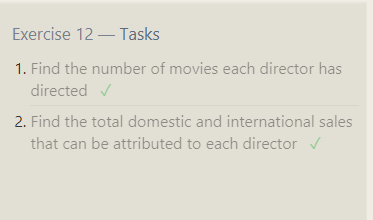 Exercise 12 — Tasks
1. Find the number of movies each director has
directed ✓
2. Find the total domestic and international sales
that can be attributed to each director ✓